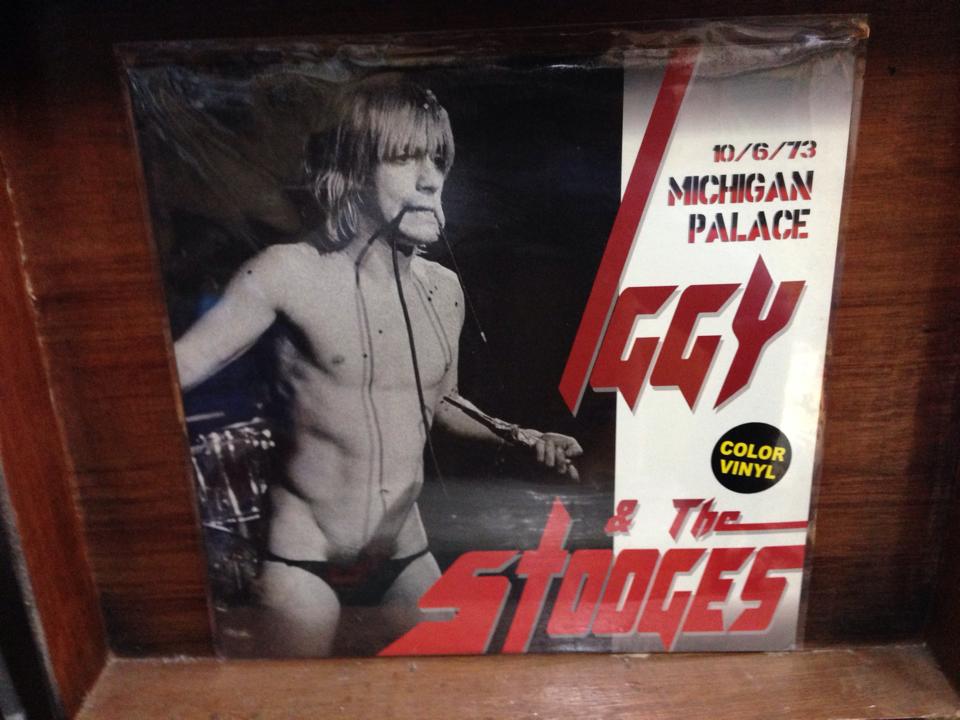 10/6/73
MICHIGAN
PALACE
IGGY
COLOR
VINYL
& The
STOOGES